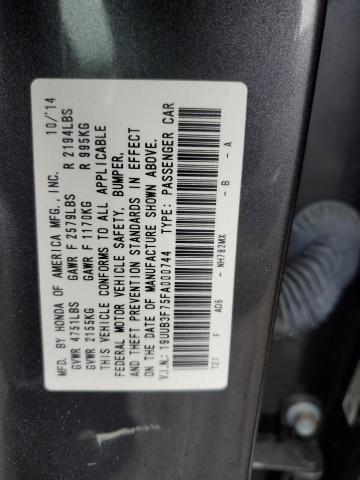 MFD. BY HONDA OF AMERICA MFG., INC. 10/'14
GVWR 4751LBS GAWR F 2579LBS R 2194LBS
GVWR 2155KG GAWR F 1170KG R 995KG
THIS VEHICLE CONFORMS TO ALL APPLICABLE
FEDERAL MOTOR VEHICLE SAFETY, BUMPER,
AND THEFT PREVENTION STANDARDS IN EFFECT
ON THE DATE OF MANUFACTURE SHOWN ABOVE.
V.I.N.: 19UUB3F75FA000744 TYPE: PASSENGER CAR
TZ7 F AD6 - NH782MX - B - A